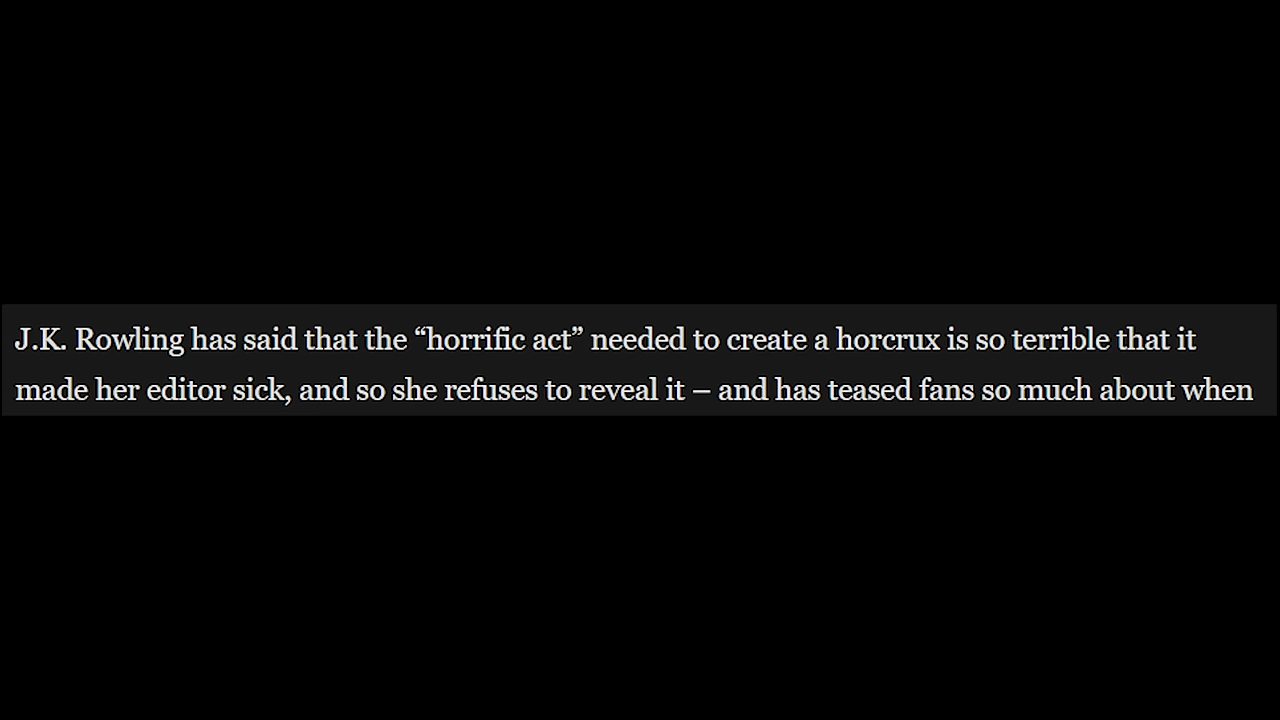 J.K. Rowling has said that the “horrific act” needed to create a horcrux is so terrible that it
made her editor sick, and so she refuses to reveal it – and has teased fans so much about when